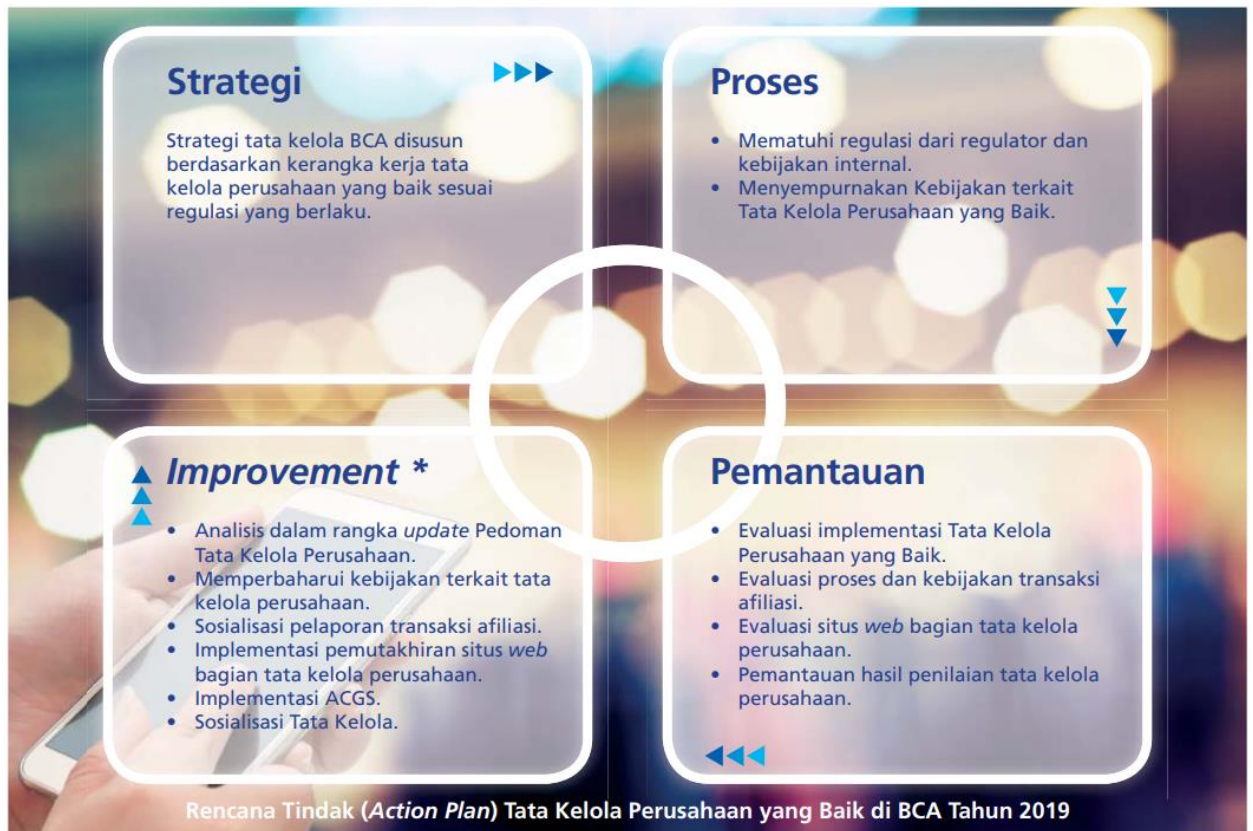 Strategi
Strategi tata kelola BCA disusun
berdasarkan kerangka kerja tata
kelola perusahaan yang baik sesuai
regulasi yang berlaku.
Proses
• Mematuhi regulasi dari regulator dan
kebijakan internal.
• Menyempurnakan Kebijakan terkait
Tata Kelola Perusahaan yang Baik.
Improvement *
• Analisis dalam rangka update Pedoman
Tata Kelola Perusahaan.
• Memperbaharui kebijakan terkait tata
kelola perusahaan.
• Sosialisasi pelaporan transaksi afiliasi.
• Implementasi pemutakhiran situs web
bagian tata kelola perusahaan.
• Implementasi ACGS.
• Sosialisasi Tata Kelola.
Pemantauan
• Evaluasi implementasi Tata Kelola
Perusahaan yang Baik.
• Evaluasi proses dan kebijakan transaksi
afiliasi.
• Evaluasi situs web bagian tata kelola
perusahaan.
• Pemantauan hasil penilaian tata kelola
perusahaan.
Rencana Tindak (Action Plan) Tata Kelola Perusahaan yang Baik di BCA Tahun 2019